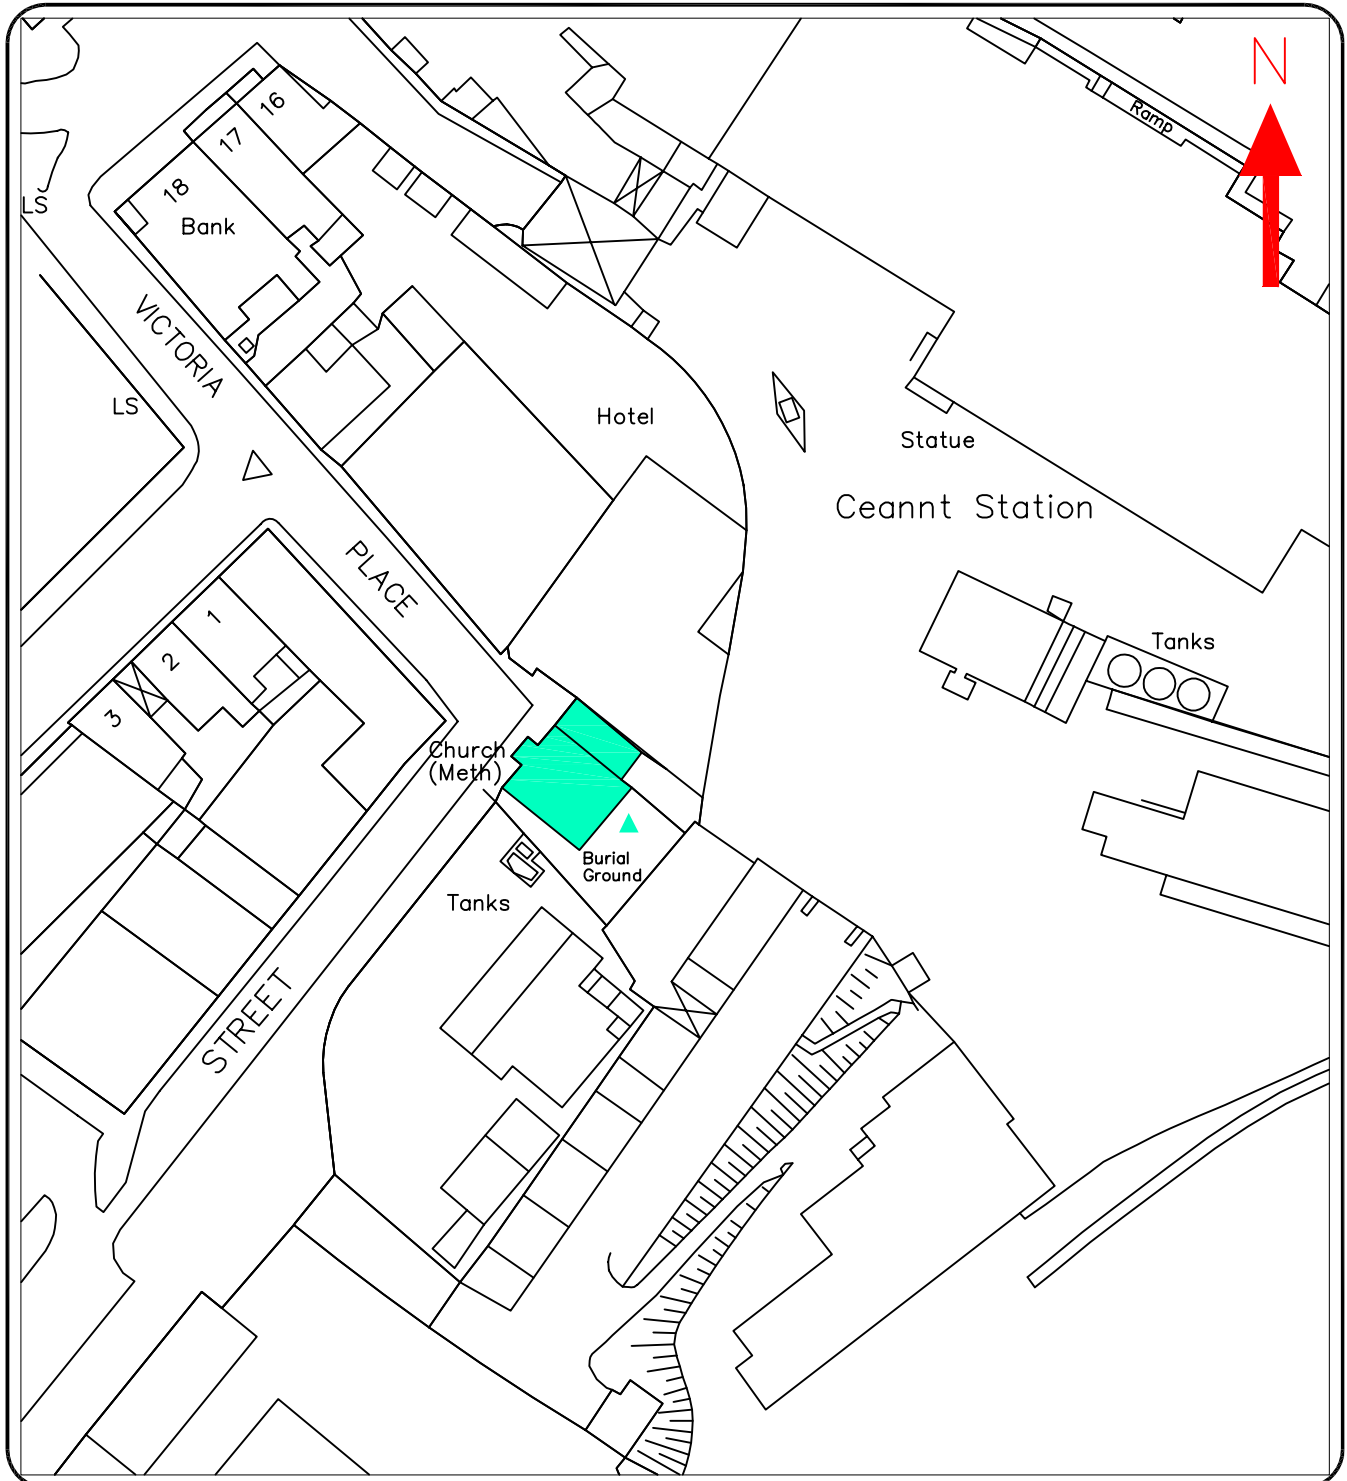 N
Ramp
16
17
18
LS
Bank
VICTORIA
LS
Hotel
Statue
Ceannt Station
PLACE
1
2
3
Tanks
Church
(Meth)
Burial
Ground
Tanks
STREET